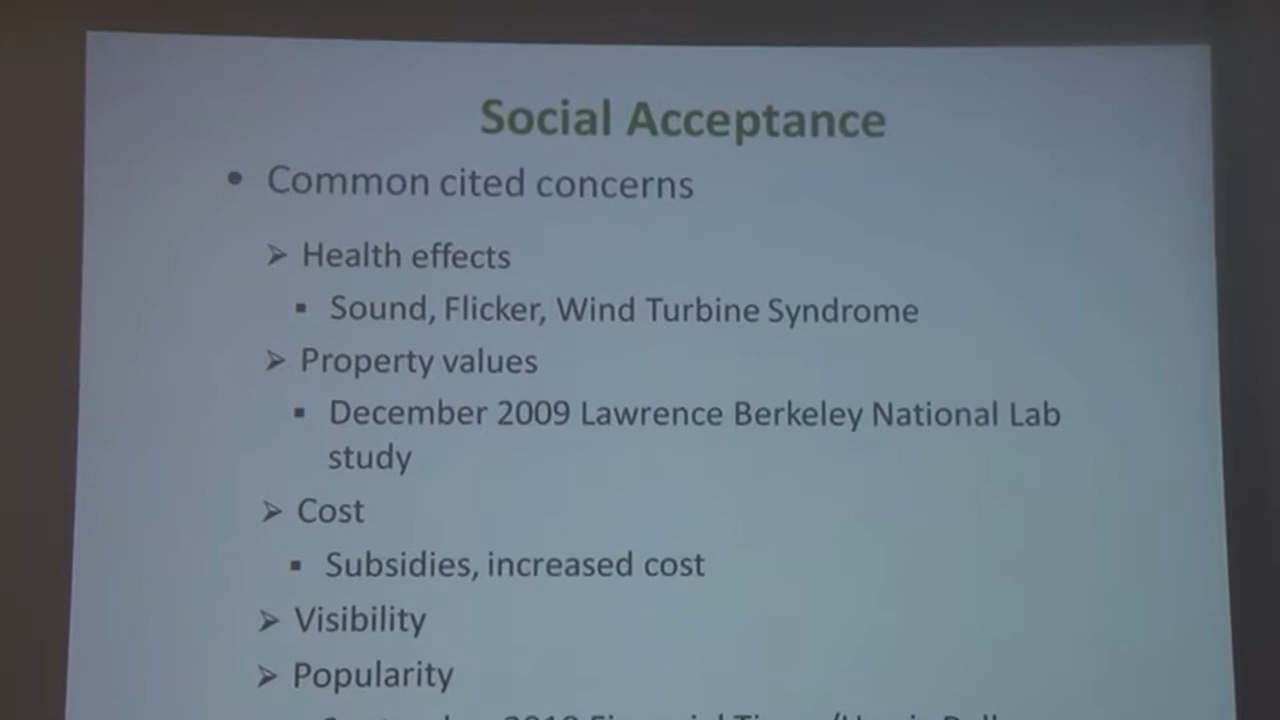 Social Acceptance
• Common cited concerns
➢ Health effects
▪ Sound, Flicker, Wind Turbine Syndrome
➢ Property values
▪ December 2009 Lawrence Berkeley National Lab
study
➢ Cost
▪ Subsidies, increased cost
➢ Visibility
➢ Popularity